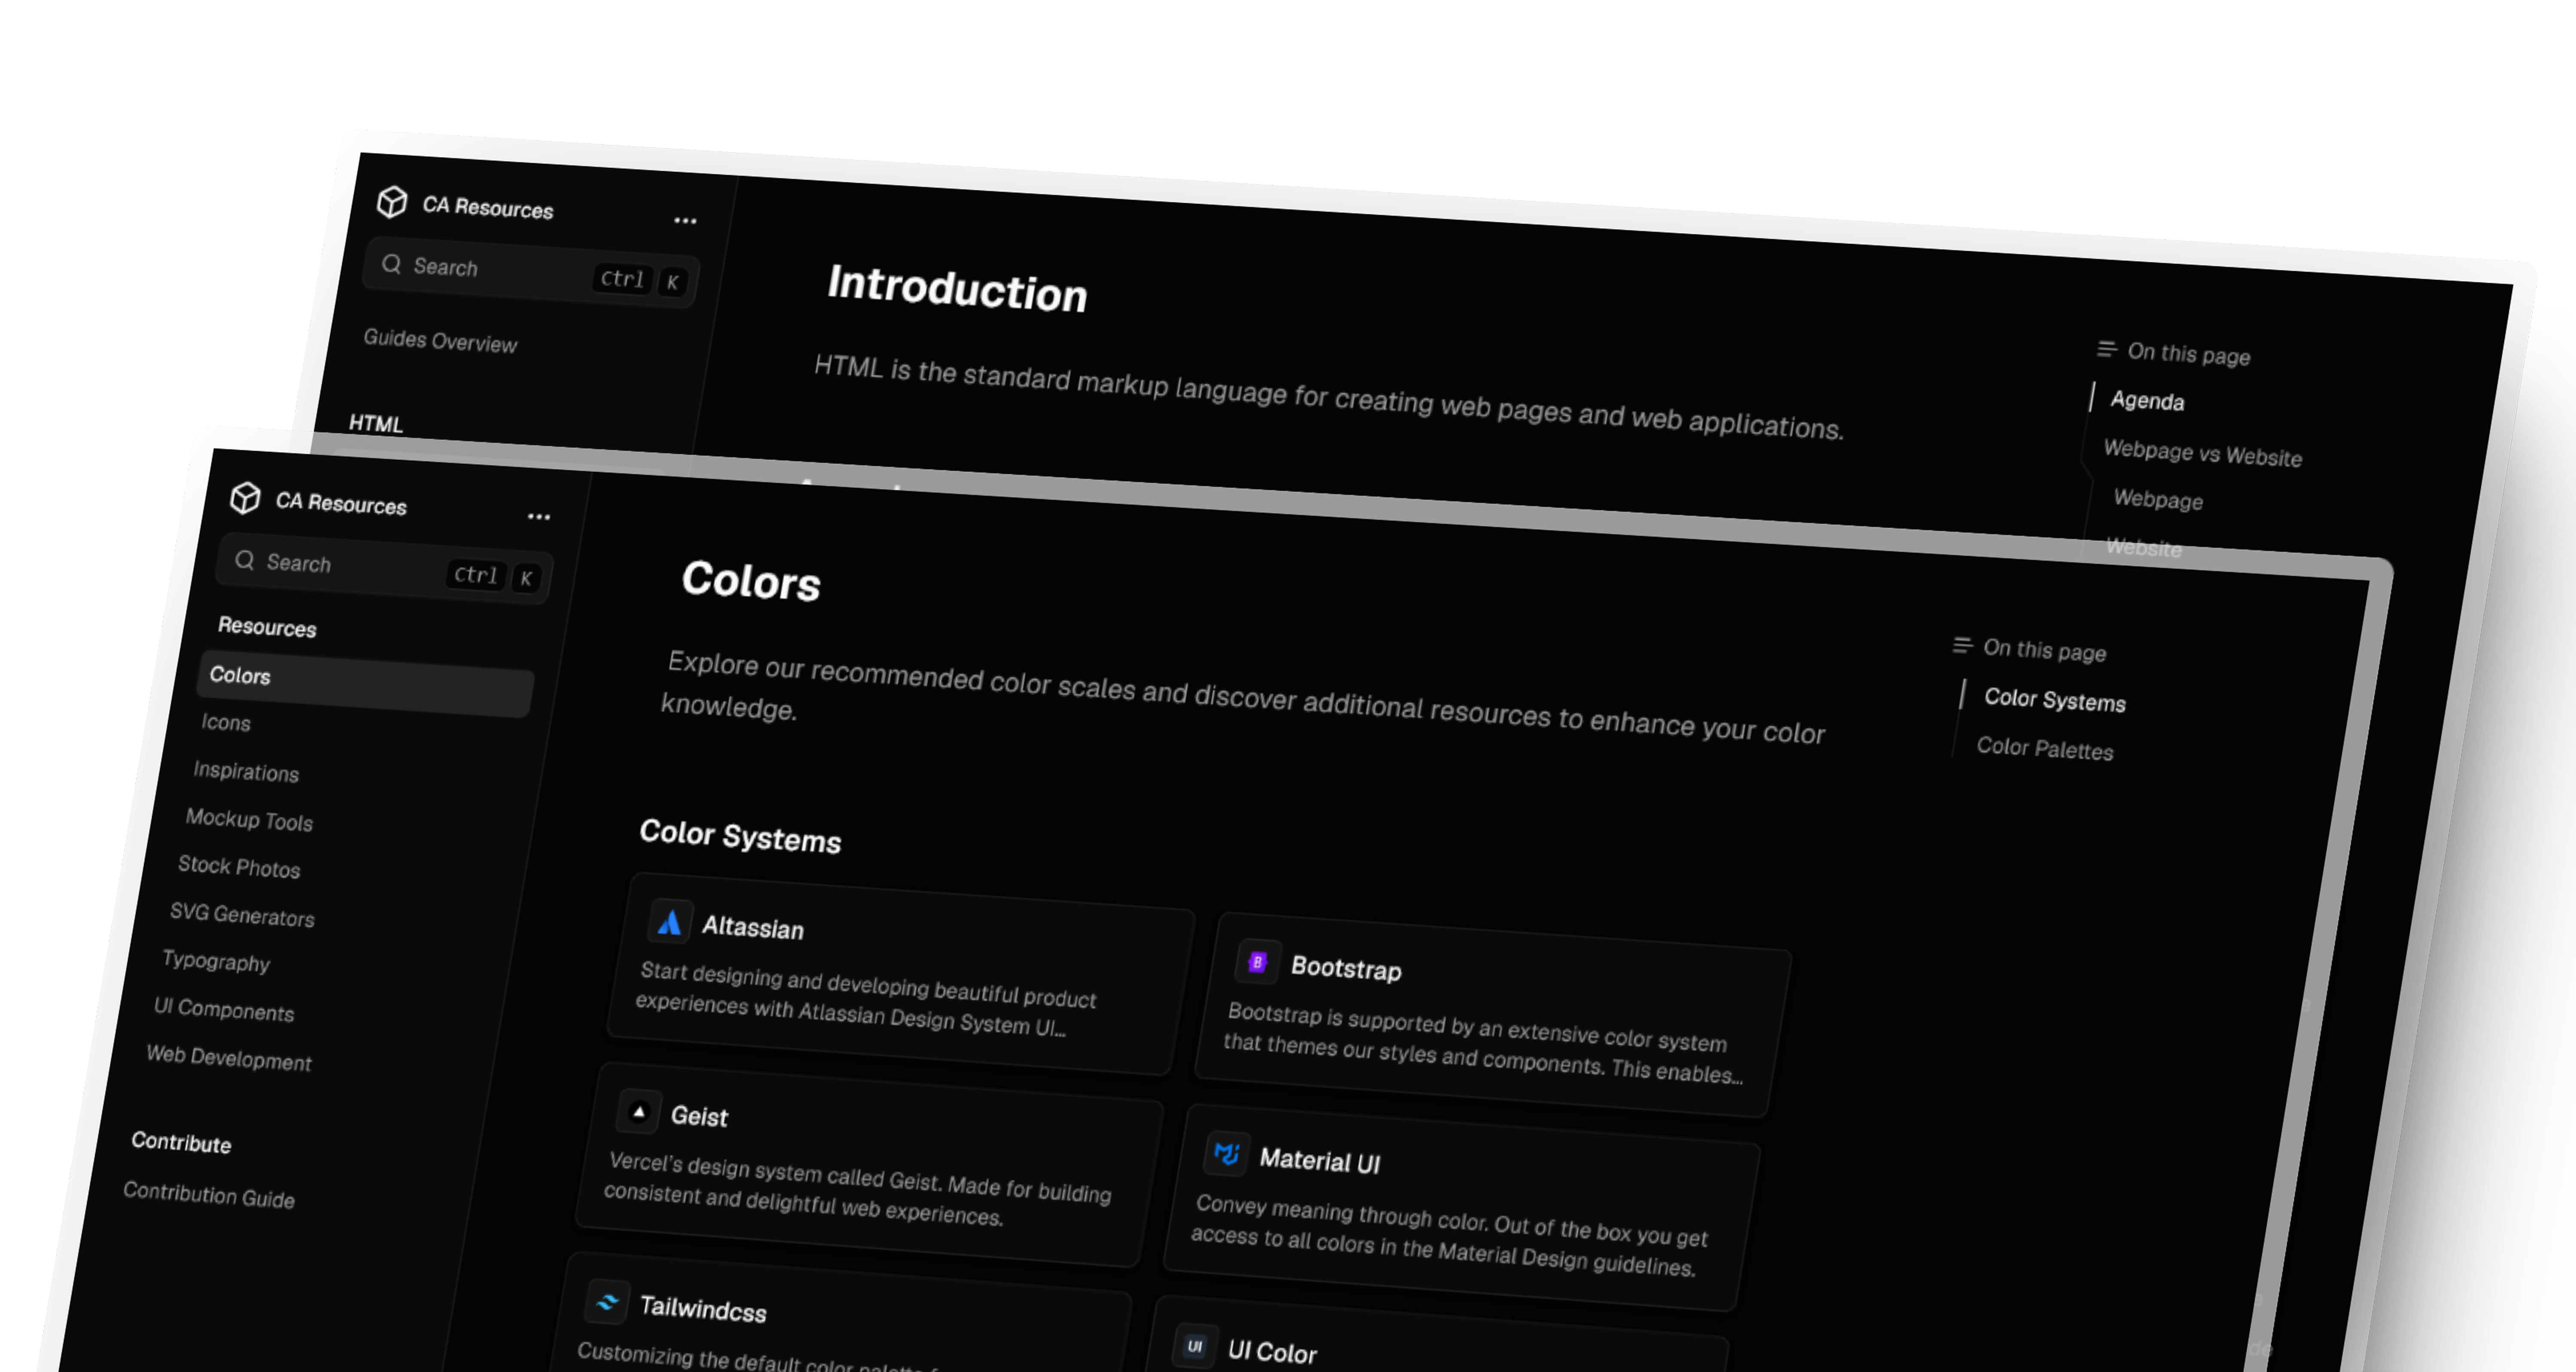 CA Resources
Search Ctrl K
Guides Overview
HTML
Introduction
HTML is the standard markup language for creating web pages and web applications.
On this page
Agenda
Webpage vs Website
Webpage
Website
CA Resources
Search Ctrl K
Resources
Colors
Icons
Inspirations
Mockup Tools
Stock Photos
SVG Generators
Typography
UI Components
Web Development
Contribute
Contribution Guide
Colors
Explore our recommended color scales and discover additional resources to enhance your color
knowledge.
Color Systems
Altassian
Start designing and developing beautiful product
experiences with Atlassian Design System UI...
B Bootstrap
Bootstrap is supported by an extensive color system
that themes our styles and components. This enables...
Geist
Vercel's design system called Geist. Made for building
consistent and delightful web experiences.
Material UI
Convey meaning through color. Out of the box you get
access to all colors in the Material Design guidelines.
Tailwindcss
Customizing the default color palette
UI UI Color
On this page
Color Systems
Color Palettes